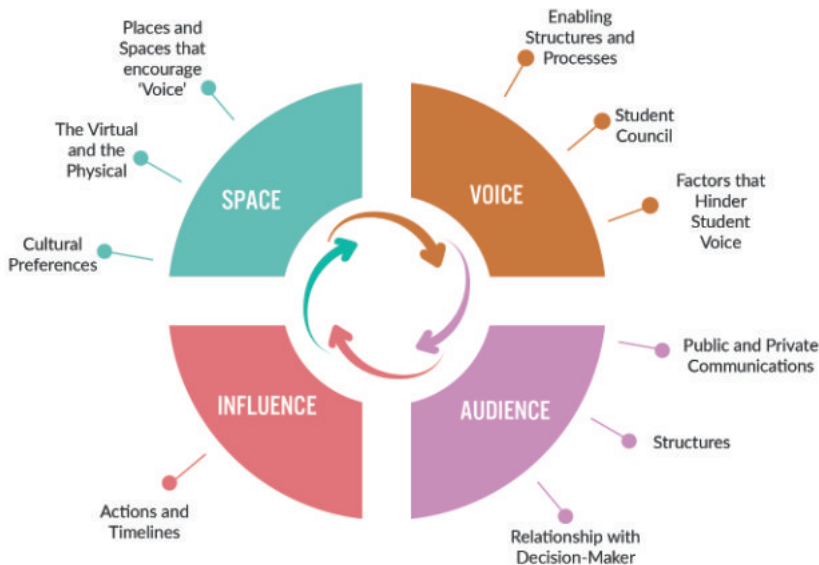 Places and
Spaces that
encourage
'Voice'
The Virtual
and the
Physical
Cultural
Preferences
SPACE
Enabling
Structures and
Processes
Student
Council
Factors that
Hinder
Student
Voice
VOICE
INFLUENCE
Actions and
Timelines
AUDIENCE
Public and Private
Communications
Structures
Relationship with
Decision-Maker